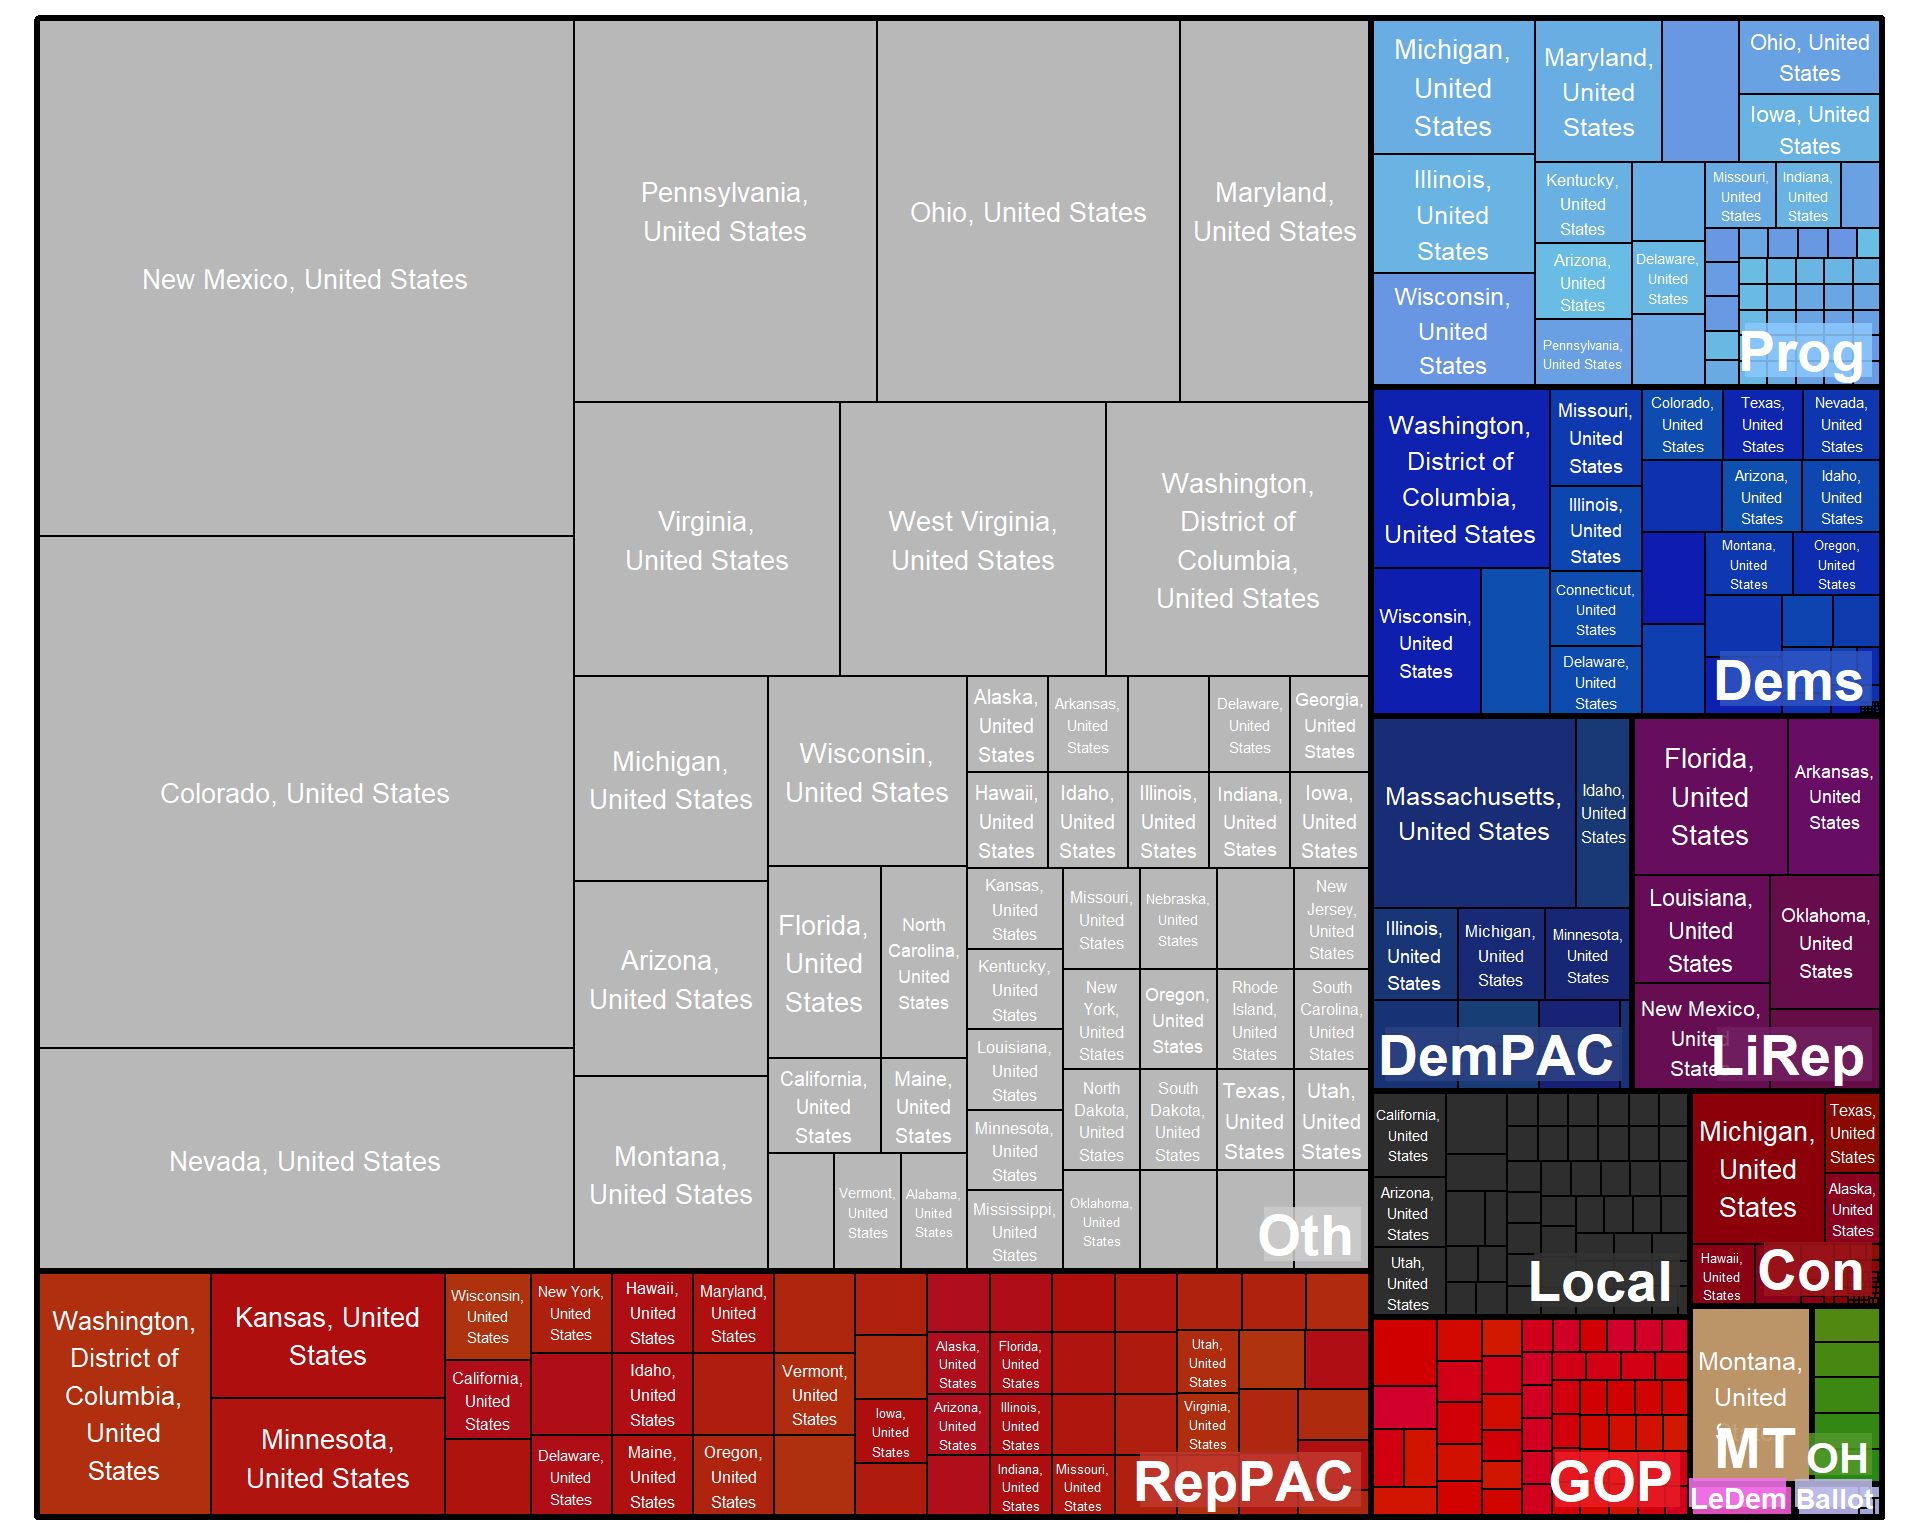 New Mexico, United States
Colorado, United States
Nevada, United States
Pennsylvania,
United States
Ohio, United States
Maryland,
United States
Virginia,
United States
West Virginia,
United States
Washington,
District of
Columbia,
United States
Michigan,
United States
Arizona,
United States
Montana,
United States
Wisconsin,
United States
Florida,
United
States
North
Carolina,
United
States
California,
United
States
Maine,
United
States
Vermont,
United
States
Alabama,
United
States
Alaska,
United
States
Arkansas,
United
States
Delaware,
United
States
Georgia,
United
States
Hawaii,
United
States
Idaho,
United
States
Illinois,
United
States
Indiana,
United
States
Iowa,
United
States
Kansas,
United
States
Kentucky,
United
States
Louisiana,
United
States
Minnesota,
United
States
Mississippi,
United
States
Missouri,
United
States
Nebraska,
United
States
New
Jersey,
United
States
New
York,
United
States
Oregon,
United
States
Rhode
Island,
United
States
South
Carolina,
United
States
North
Dakota,
United
States
South
Dakota,
United
States
Texas,
United
States
Utah,
United
States
Oklahoma,
United
States
Oth
Washington,
District of
Columbia,
United
States
Kansas, United
States
Minnesota,
United States
Wisconsin,
United
States
California,
United
States
New York,
United
States
Delaware,
United
States
Hawaii,
United
States
Idaho,
United
States
Maine,
United
States
Maryland,
United
States
Oregon,
United
States
Vermont,
United
States
Iowa,
United
States
Alaska,
United
States
Arizona,
United
States
Florida,
United
States
Illinois,
United
States
Indiana,
United
States
Missouri,
United
States
Utah,
United
States
Virginia,
United
States
RepPAC
Michigan,
United
States
Illinois,
United
States
Wisconsin,
United
States
Maryland,
United
States
Ohio, United
States
Iowa, United
States
Kentucky,
United
States
Arizona,
United
States
Pennsylvania,
United States
Delaware,
United
States
Missouri,
United
States
Indiana,
United
States
Prog
Washington,
District of
Columbia,
United States
Wisconsin,
United
States
Missouri,
United
States
Illinois,
United
States
Connecticut,
United
States
Delaware,
United
States
Colorado,
United
States
Texas,
United
States
Nevada,
United
States
Arizona,
United
States
Idaho,
United
States
Montana,
United
States
Oregon,
United
States
Dems
Massachusetts,
United States
Idaho,
United
States
Illinois,
United
States
Michigan,
United
States
Minnesota,
United
States
DemPAC
Florida,
United
States
Arkansas,
United
States
Louisiana,
United
States
Oklahoma,
United
States
New Mexico,
United
States
LiRep
California,
United
States
Arizona,
United
States
Utah,
United
States
Local
Michigan,
United
States
Texas,
United
States
Alaska,
United
States
Hawaii,
United
States
Con
GOP
Montana,
United
MT
OH
LeDem
Ballot